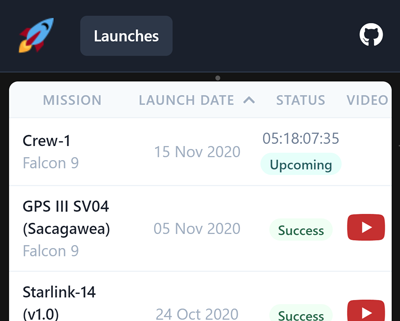 Launches
MISSION LAUNCH DATE STATUS VIDEO
Crew-1
Falcon 9
15 Nov 2020
05:18:07:35
Upcoming
GPS III SV04
(Sacagawea)
Falcon 9
05 Nov 2020
Success
Starlink-14
(v1.0)
24 Oct 2020
Success